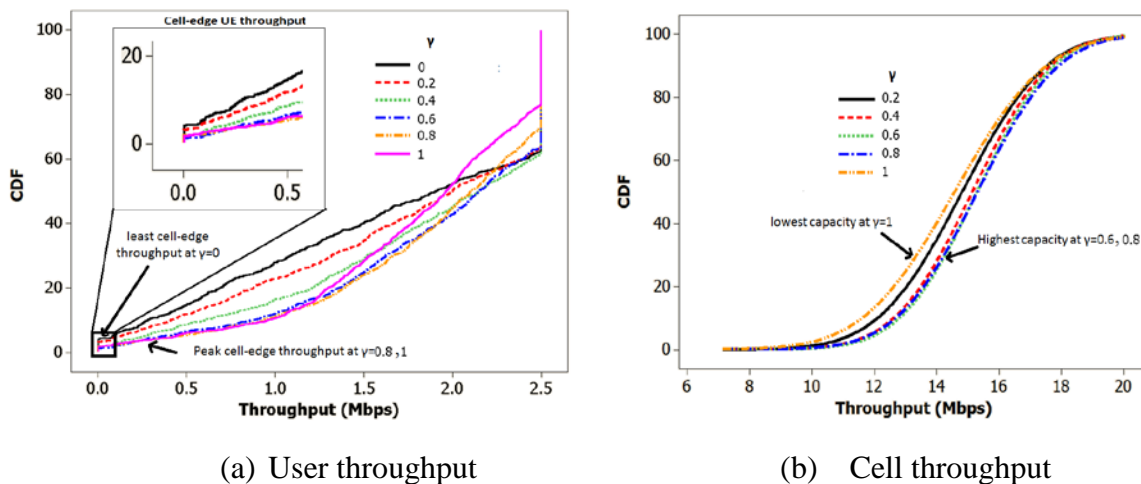 Cell-edge UE throughput
100
80
60
40
20
0
CDF
20
0
0.0
0.5
γ
0
0.2
0.4
0.6
0.8
1
least cell-edge
throughput at γ=0
Peak cell-edge throughput at γ=0.8 ,1
0.0
0.5
1.0
1.5
2.0
2.5
Throughput (Mbps)
(a) User throughput
100
80
60
40
20
0
CDF
γ
0.2
0.4
0.6
0.8
1
lowest capacity at γ=1
Highest capacity at γ=0.6 , 0.8
6
8
10
12
14
16
18
20
Throughput (Mbps)
(b) Cell throughput